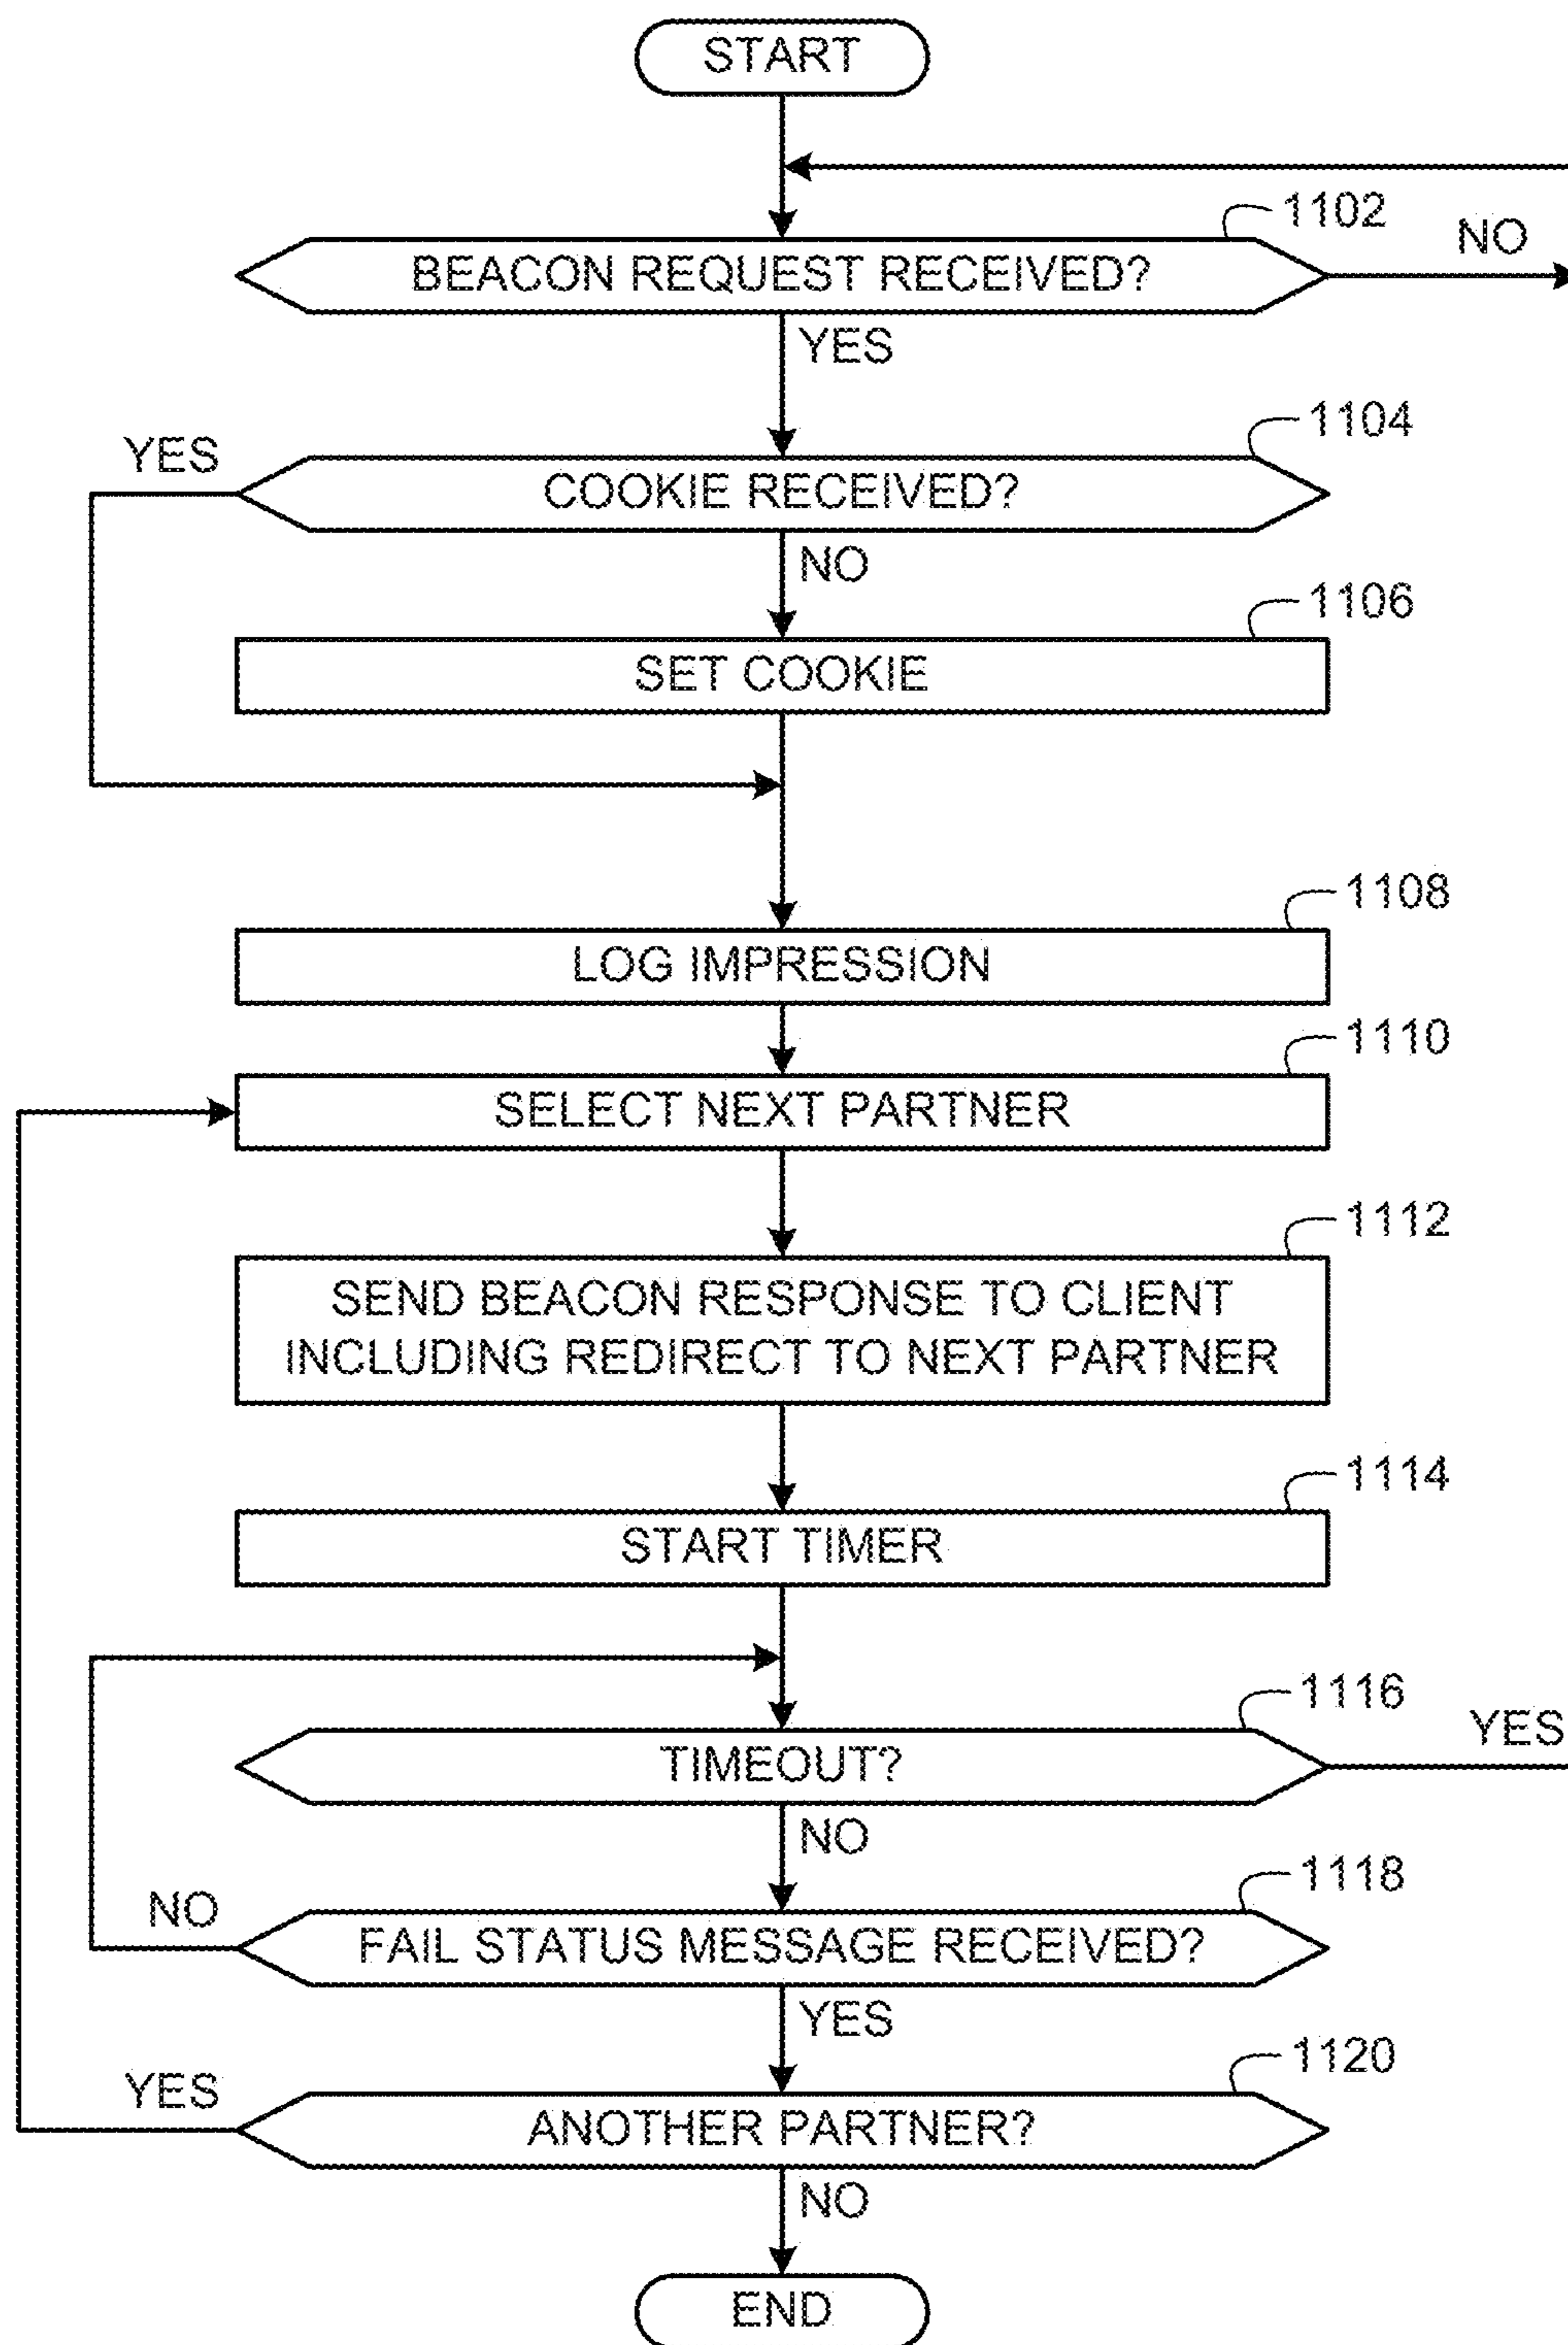 START
1102
BEACON REQUEST RECEIVED?
NO
YES
1104
YES
COOKIE RECEIVED?
NO
1106
SET COOKIE
1108
LOG IMPRESSION
1110
SELECT NEXT PARTNER
1112
SEND BEACON RESPONSE TO CLIENT
INCLUDING REDIRECT TO NEXT PARTNER
1114
START TIMER
1116
YES
TIMEOUT?
NO
1118
NO
FAIL STATUS MESSAGE RECEIVED?
YES
1120
YES
ANOTHER PARTNER?
NO
END